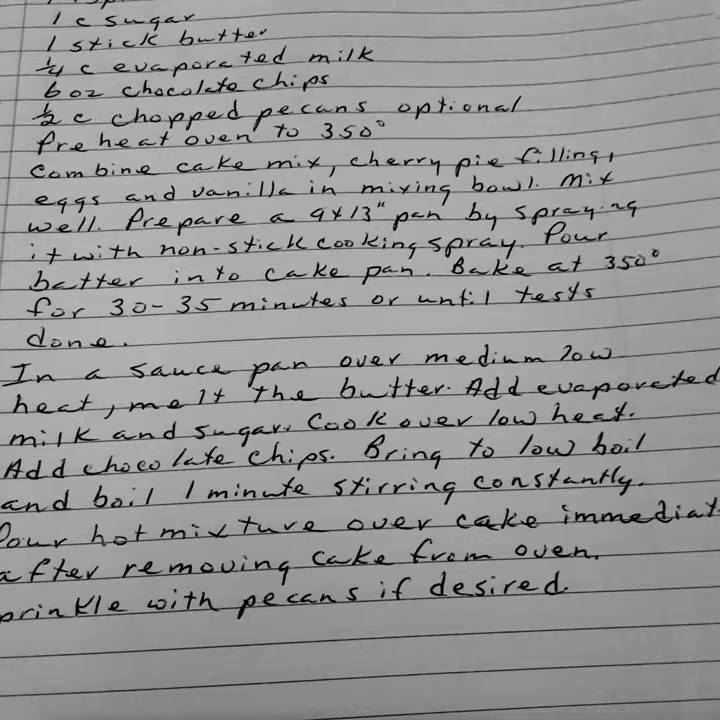 1 c sugar
1 stick butter
¼ c evaporated milk
6 oz chocolate chips
½ c chopped pecans optional
Preheat oven to 350°
Combine cake mix, cherry pie filling,
eggs and vanilla in mixing bowl. Mix
well. Prepare a 9x13" pan by spraying
it with non-stick cooking spray. Pour
batter into cake pan. Bake at 350°
for 30-35 minutes or until tests
done.
In a sauce pan over medium low
heat, melt the butter. Add evaporated
milk and sugar. Cook over low heat.
Add chocolate chips. Bring to low boil
and boil 1 minute stirring constantly.
Pour hot mixture over cake immediat
after removing cake from oven.
prinkle with pecans if desired.